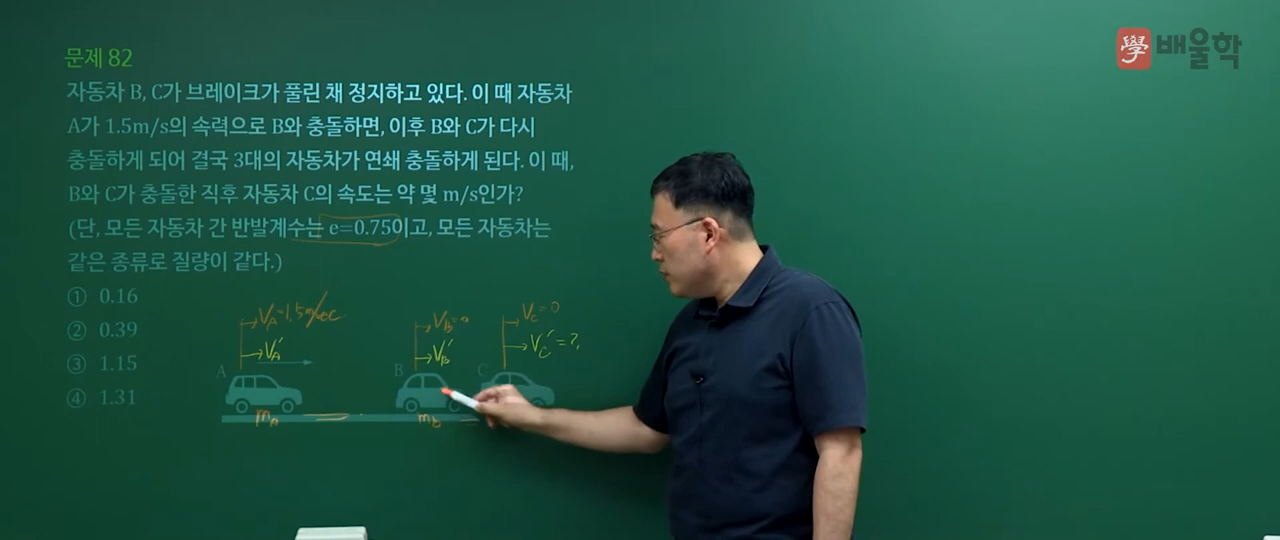 學 배울학
문제 82
자동차 B, C가 브레이크가 풀린 채 정지하고 있다. 이 때 자동차
A가 1.5m/s의 속력으로 B와 충돌하면, 이후 B와 C가 다시
충돌하게 되어 결국 3대의 자동차가 연쇄 충돌하게 된다. 이 때,
B와 C가 충돌한 직후 자동차 C의 속도는 약 몇 m/s인가?
(단, 모든 자동차 간 반발계수는 e=0.75이고, 모든 자동차는
같은 종류로 질량이 같다.)
① 0.16
② 0.39
③ 1.15
④ 1.31
V_A=1.5m/sec V_B=0 V_C=0
V_A' V_B' V_C'=?
A B C
m_A m_b